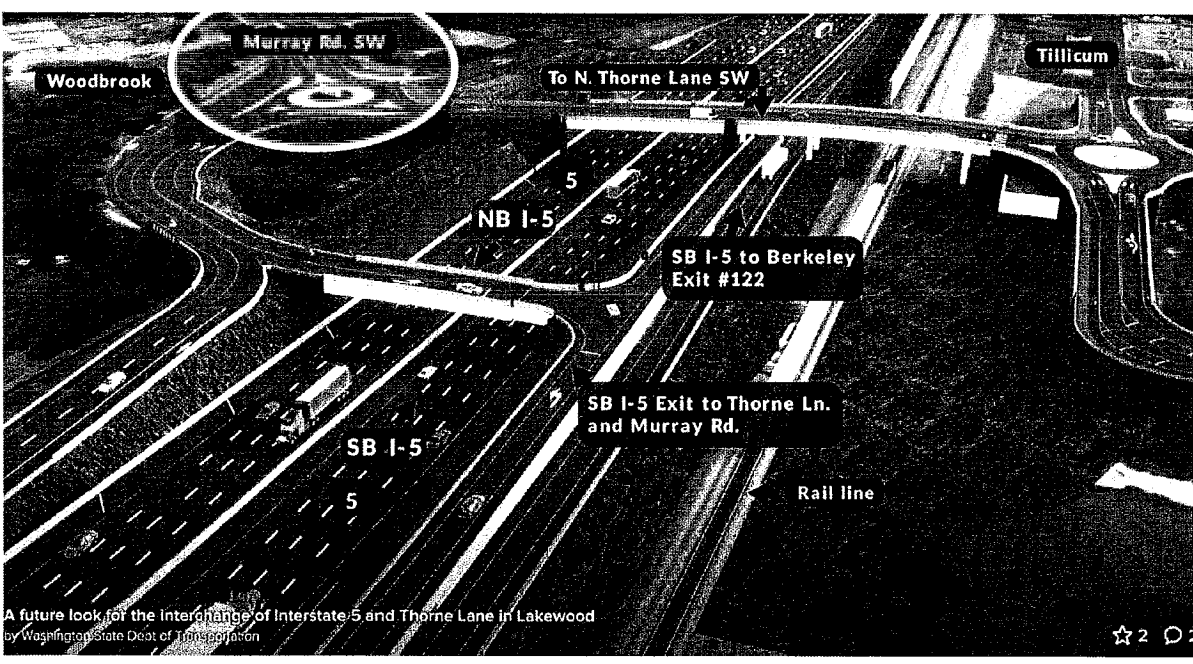 Murray Rd. SW
Woodbrook
To N. Thorne Lane SW
Tillicum
5
NB I-5
SB I-5 to Berkeley
Exit #122
SB I-5 Exit to Thorne Ln.
and Murray Rd.
SB I-5
5
Rail line
A future look for the interchange of Interstate 5 and Thorne Lane in Lakewood
by Washington State Dept of Transportation
2